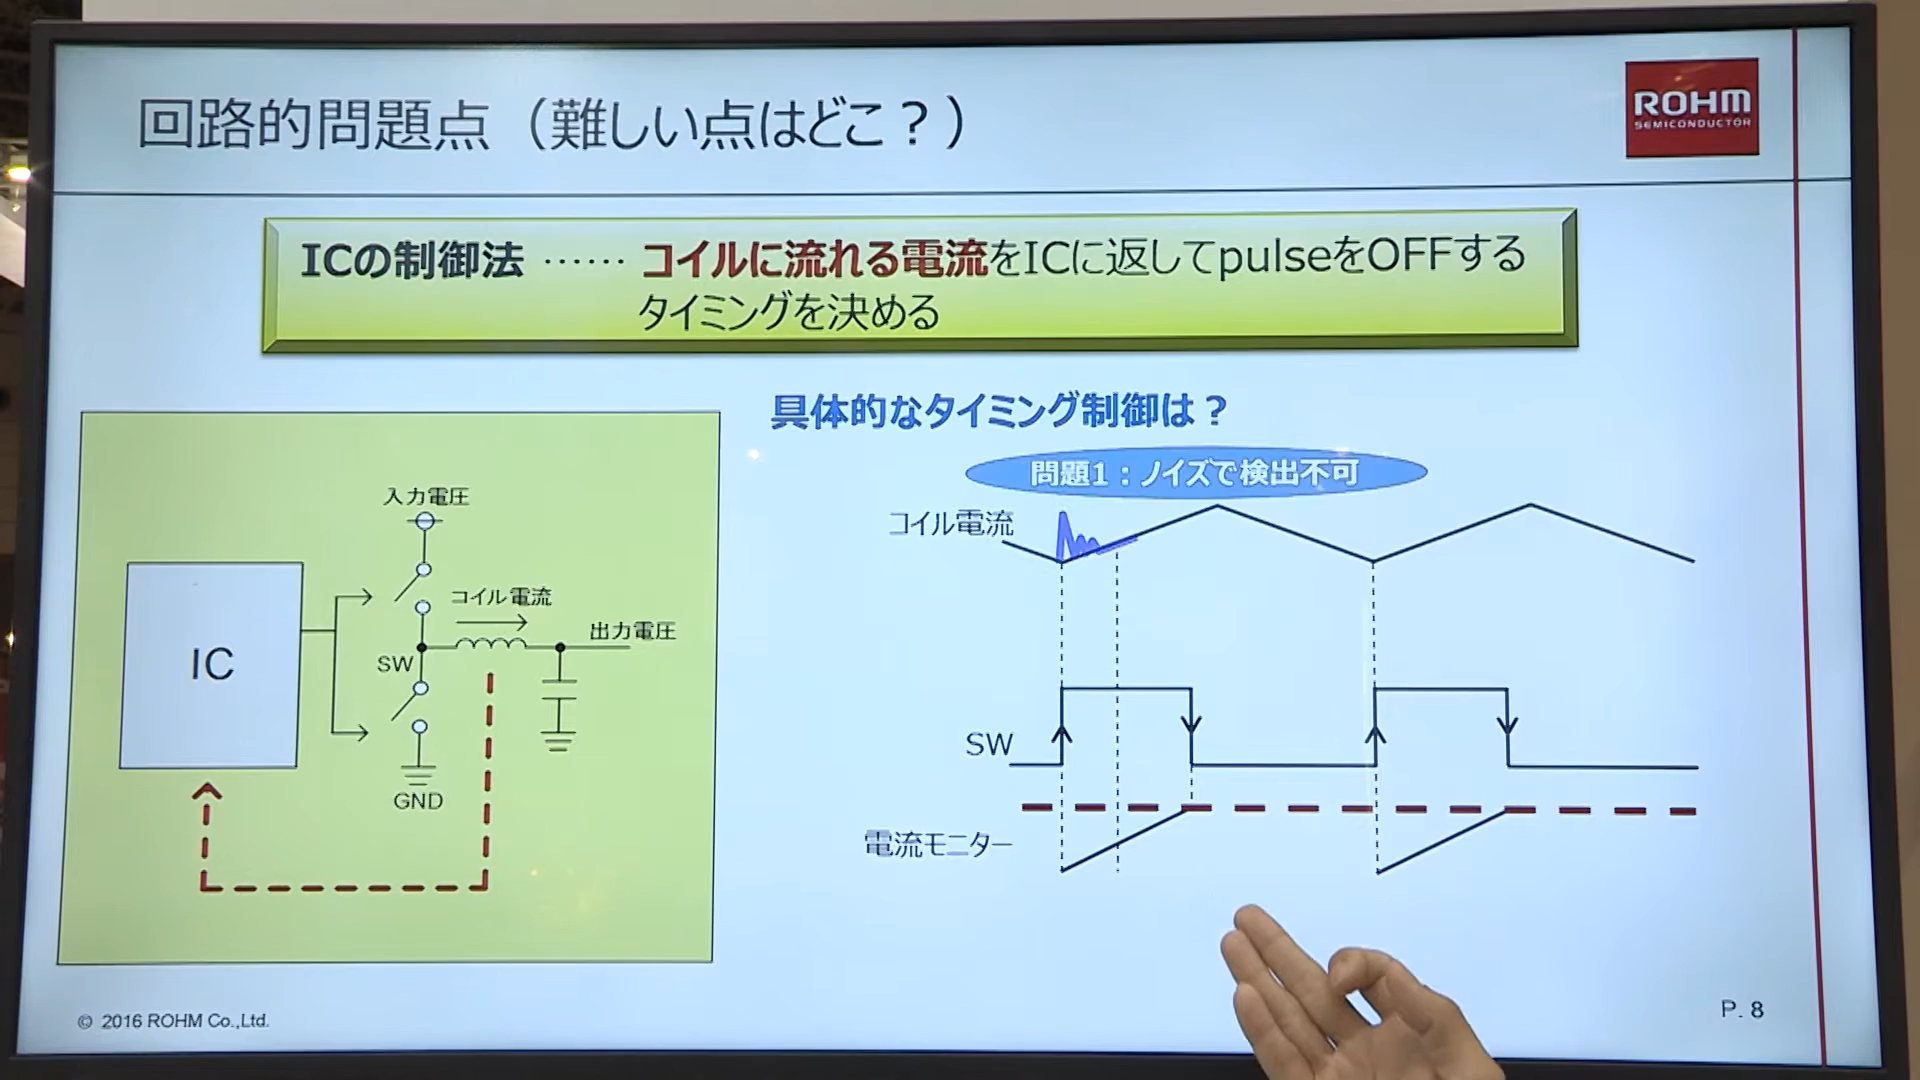 回路的問題点（難しい点はどこ？）
ROHM
SEMICONDUCTOR
ICの制御法 …… コイルに流れる電流をICに返してpulseをOFFする
タイミングを決める
具体的なタイミング制御は？
問題1：ノイズで検出不可
入力電圧
コイル電流
出力電圧
IC
SW
GND
コイル電流
SW
電流モニター
© 2016 ROHM Co.,Ltd.
P. 8